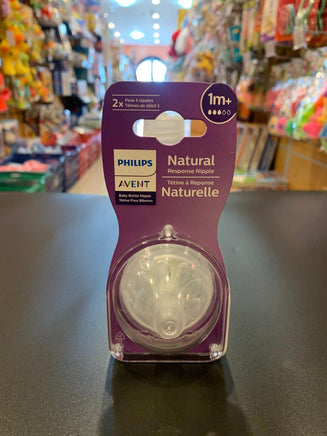 2x
Flow 3 nipples
Tétines de débit 3
1m+
PHILIPS
AVENT
Baby Bottle Nipple
Tétine Pour Biberon
Natural
Response Nipple
Tétine à Réponse
Naturelle